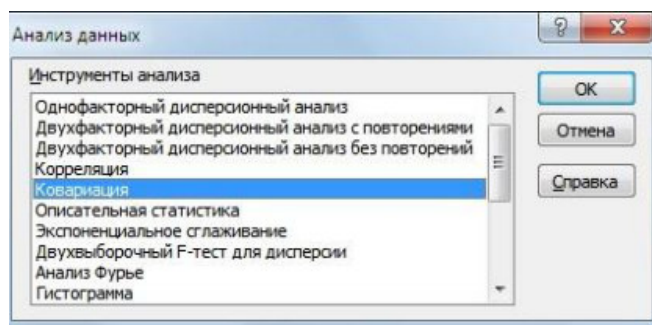 Анализ данных
Инструменты анализа
Однофакторный дисперсионный анализ
Двухфакторный дисперсионный анализ с повторениями
Двухфакторный дисперсионный анализ без повторений
Корреляция
Ковариация
Описательная статистика
Экспоненциальное сглаживание
Двухвыборочный F-тест для дисперсии
Анализ Фурье
Гистограмма
OK
Отмена
Справка